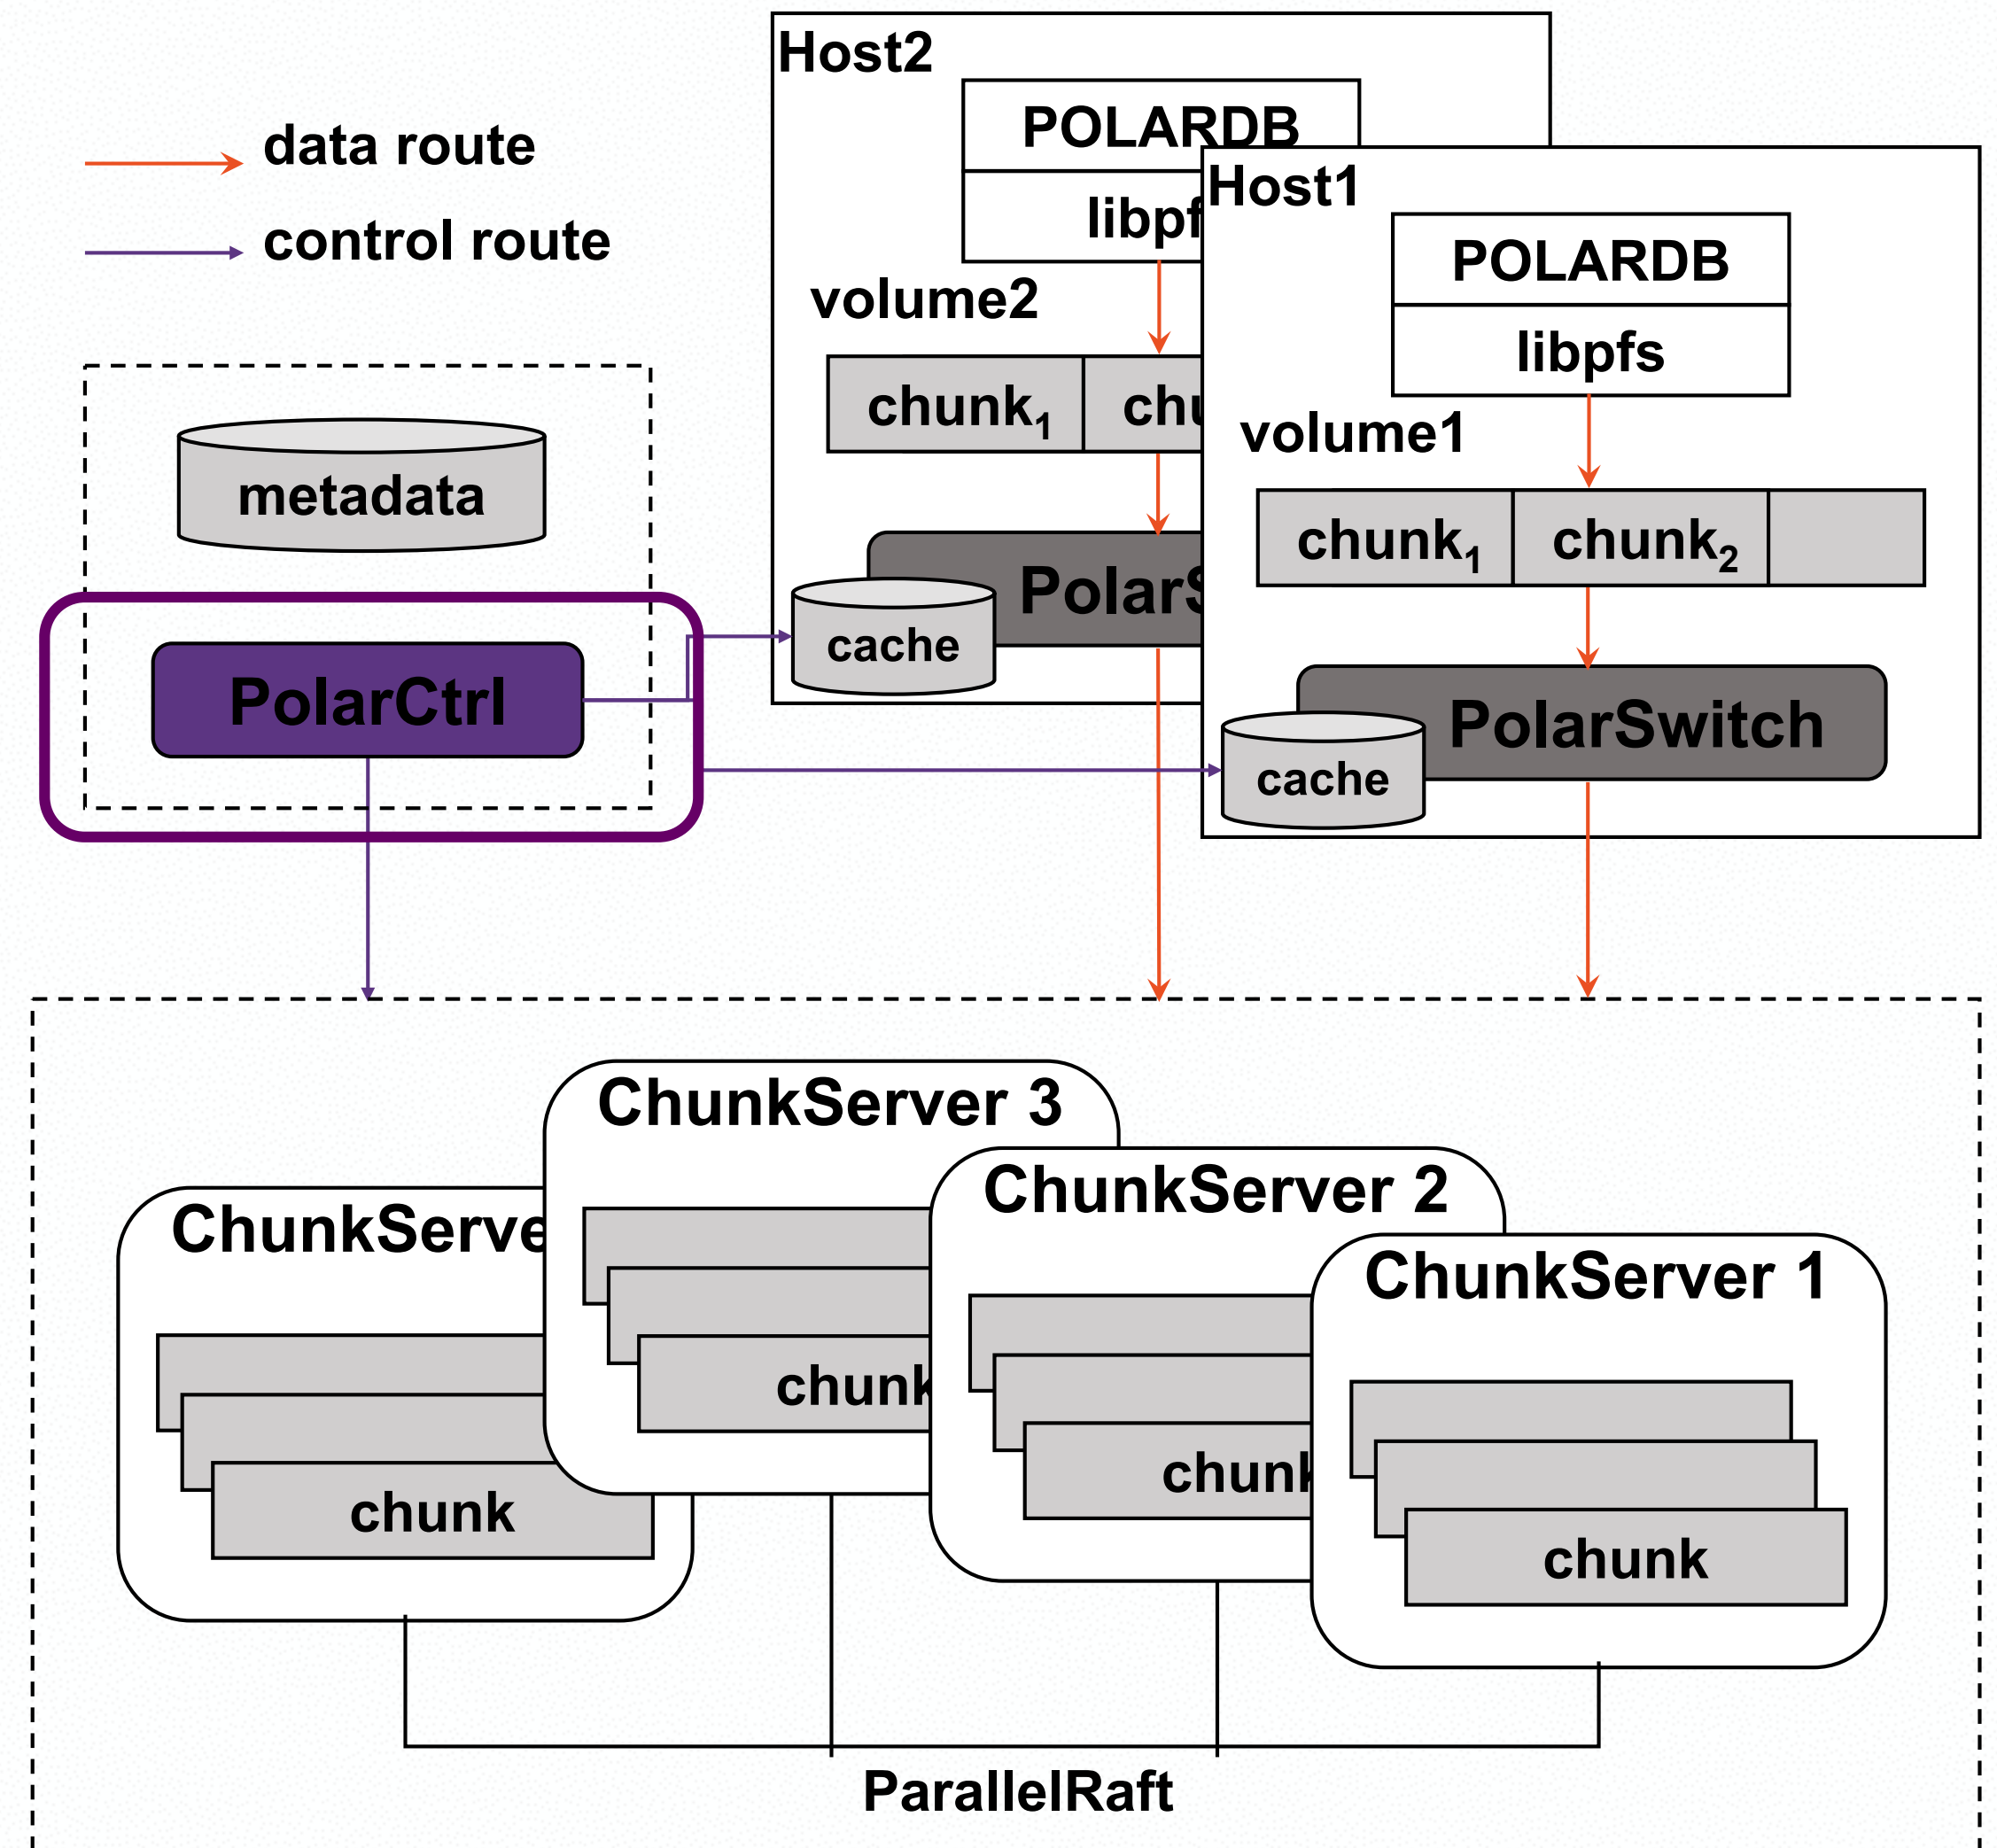 Host2
POLARDB
data route
Host1
libpf
control route
POLARDB
volume2
libpfs
chunk1
volume1
metadata
chunk1
chunk2
PolarS
cache
PolarCtrl
PolarSwitch
cache
ChunkServer 3
ChunkServer 2
ChunkServe
ChunkServer 1
chunk
chunk
chunk
chunk
ParallelRaft